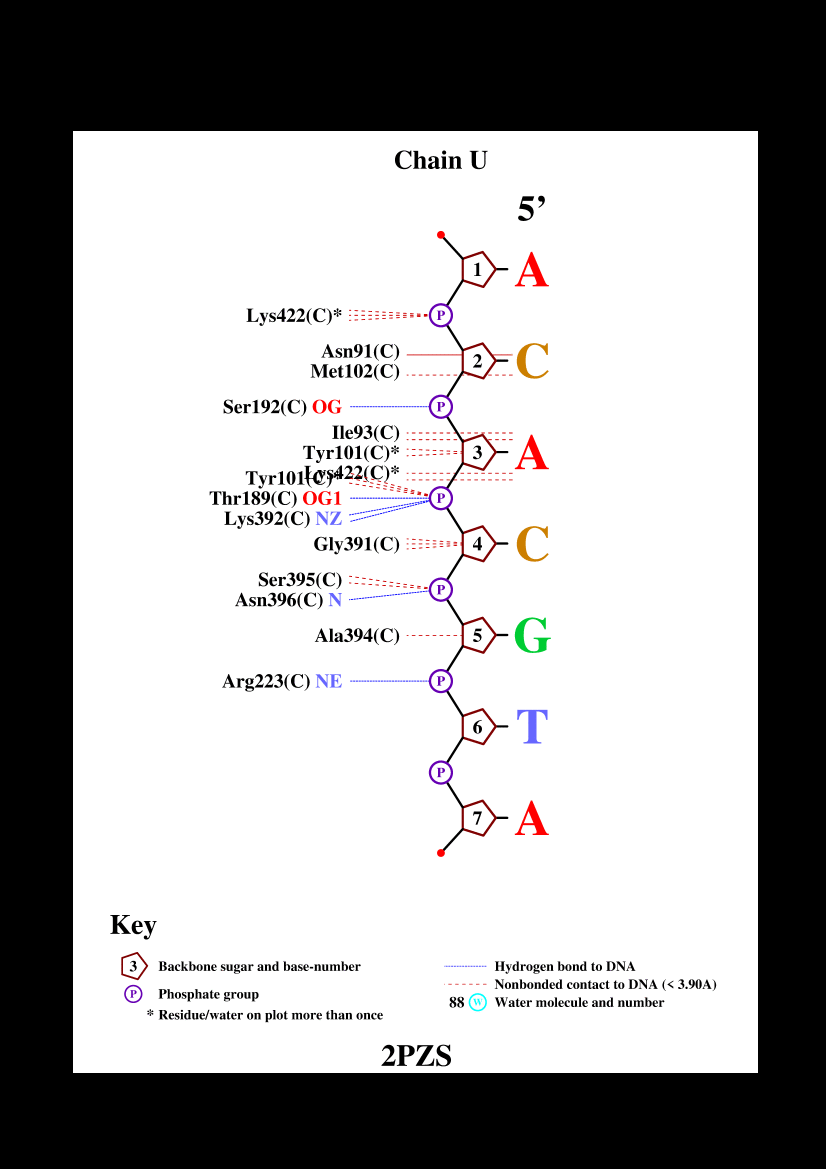 Chain U
5’
1 A
P
Lys422(C)*
Asn91(C)
2 C
Met102(C)
Ser192(C) OG P
Ile93(C)
Tyr101(C)* 3 A
Lys422(C)*
Tyr101(C)*
Thr189(C) OG1 P
Lys392(C) NZ
Gly391(C) 4 C
Ser395(C)
P
Asn396(C) N
Ala394(C) 5 G
Arg223(C) NE P
6 T
P
7 A
Key
3 Backbone sugar and base-number
P Phosphate group
* Residue/water on plot more than once
Hydrogen bond to DNA
Nonbonded contact to DNA (< 3.90A)
88 W Water molecule and number
2PZS